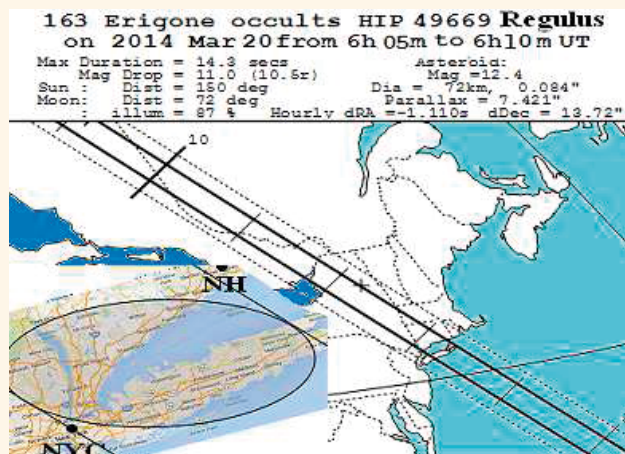 163 Erigone occults HIP 49669 Regulus
on 2014 Mar 20 from 6h 05m to 6h10m UT
Max Duration = 14.3 secs
Mag Drop = 11.0 (10.5r)
Sun : Dist = 150 deg
Moon: Dist = 72 deg
: illum = 87 %
Asteroid:
Mag =12.4
Dia = 72km, 0.084"
Parallax = 7.421"
Hourly dRA =-1.110s dDec = 13.72"
10
NH
NYC